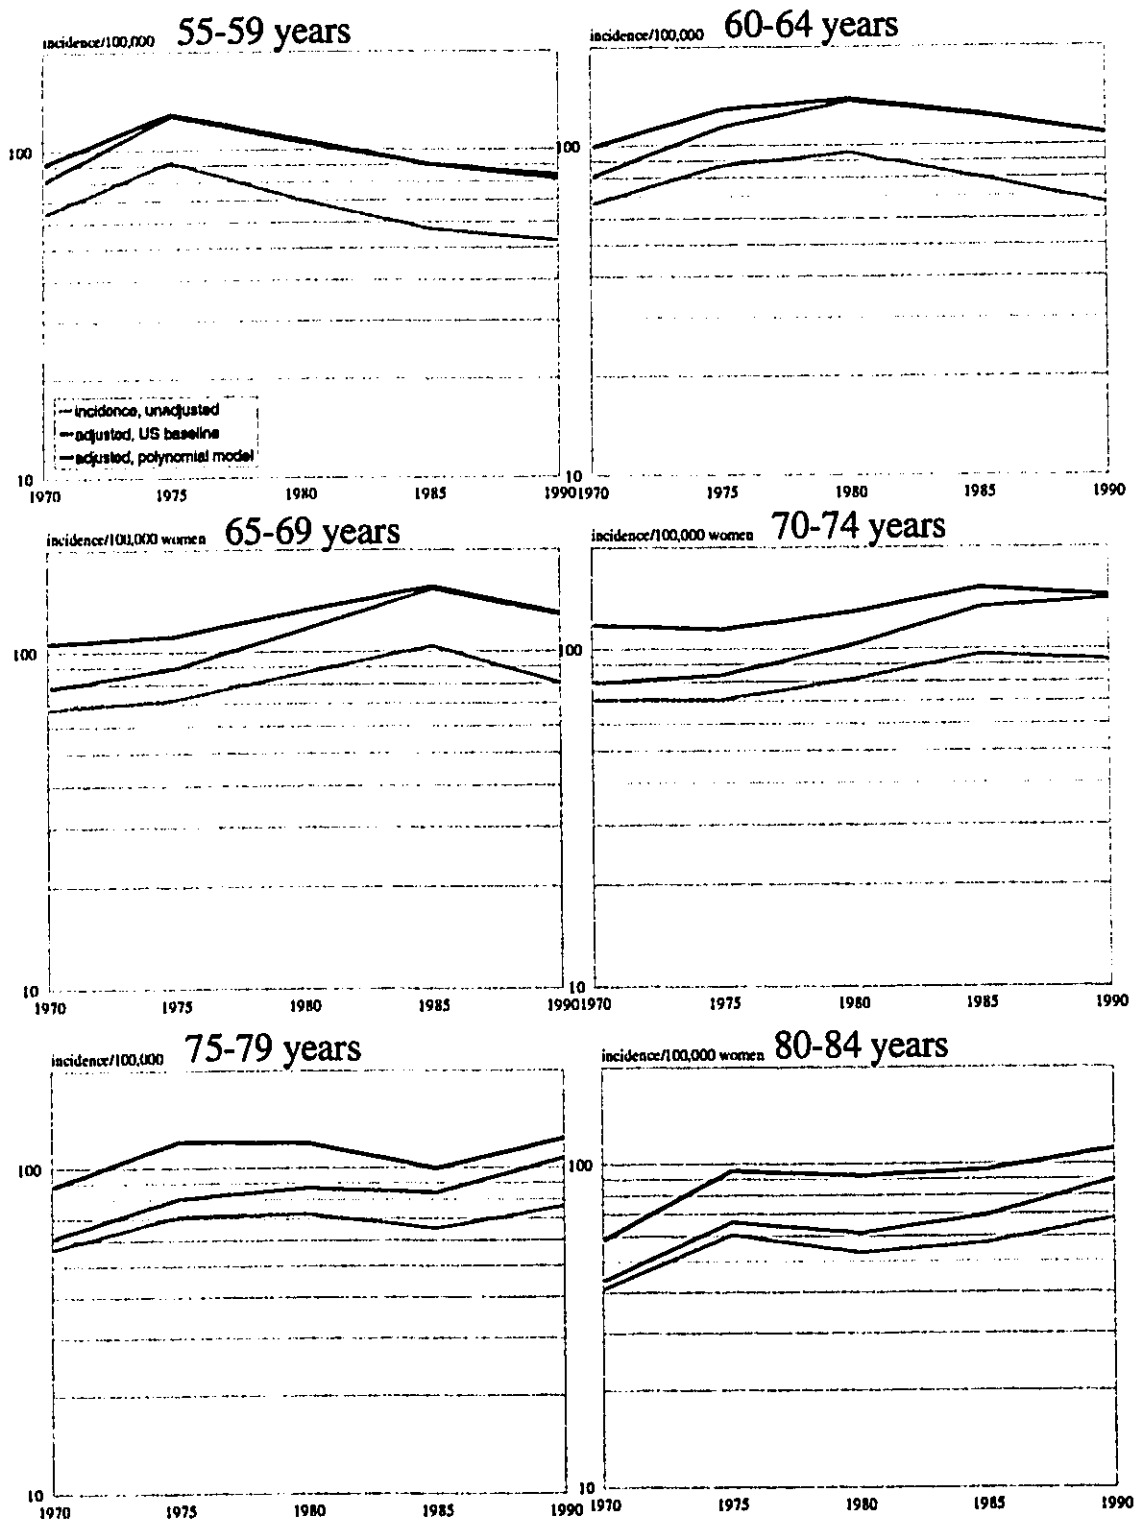 incidence/100,000 55-59 years
100
incidence, unadjusted
adjusted, US baseline
adjusted, polynomial model
10
1970 1975 1980 1985 1990
incidence/100,000 60-64 years
100
10
1970 1975 1980 1985 1990
incidence/100,000 women 65-69 years
100
10
1970 1975 1980 1985 1990
incidence/100,000 women 70-74 years
100
10
1970 1975 1980 1985 1990
incidence/100,000 75-79 years
100
10
1970 1975 1980 1985 1990
incidence/100,000 women 80-84 years
100
10
1970 1975 1980 1985 1990